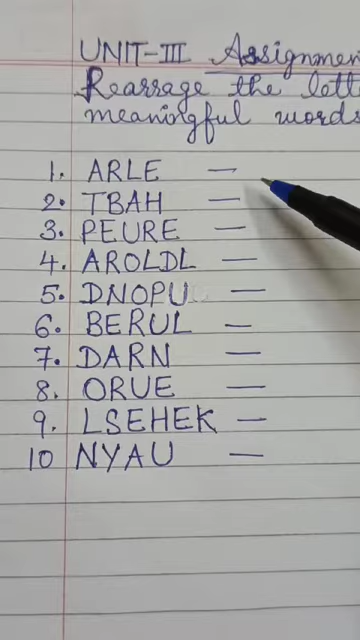 UNIT-III Assignmen
Rearrage the lett
meaningful words
1. ARLE —
2. TBAH —
3. PEURE —
4. AROLDL —
5. DNOPU —
6. BERUL —
7. DARN —
8. ORUE —
9. LSEHEK —
10 NYAU —